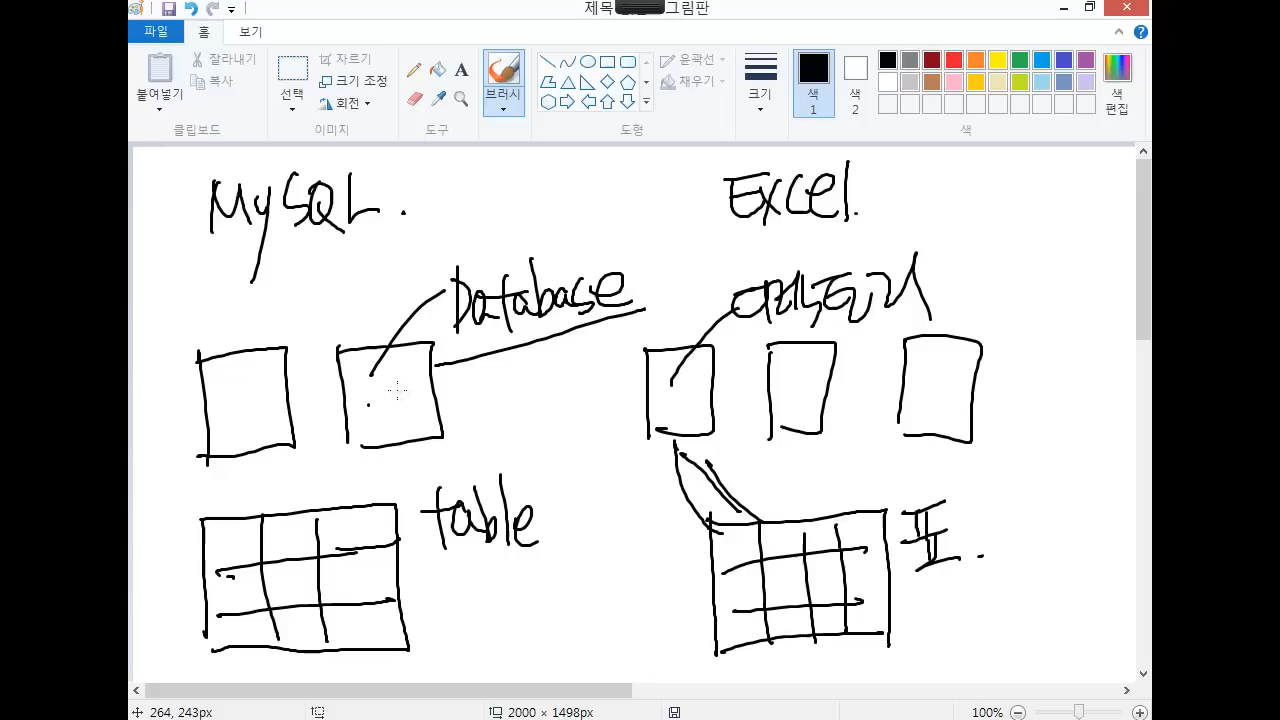 제목 그림판
파일 홈 보기
붙여넣기 잘라내기 복사
선택 자르기 크기 조정 회전
A
브러시
윤곽선 채우기
크기
색 1
색 2
색 편집
클립보드 이미지 도구 도형 색
MySQL. Excel.
Database
table 표.
264, 243px 2000 × 1498px 100%